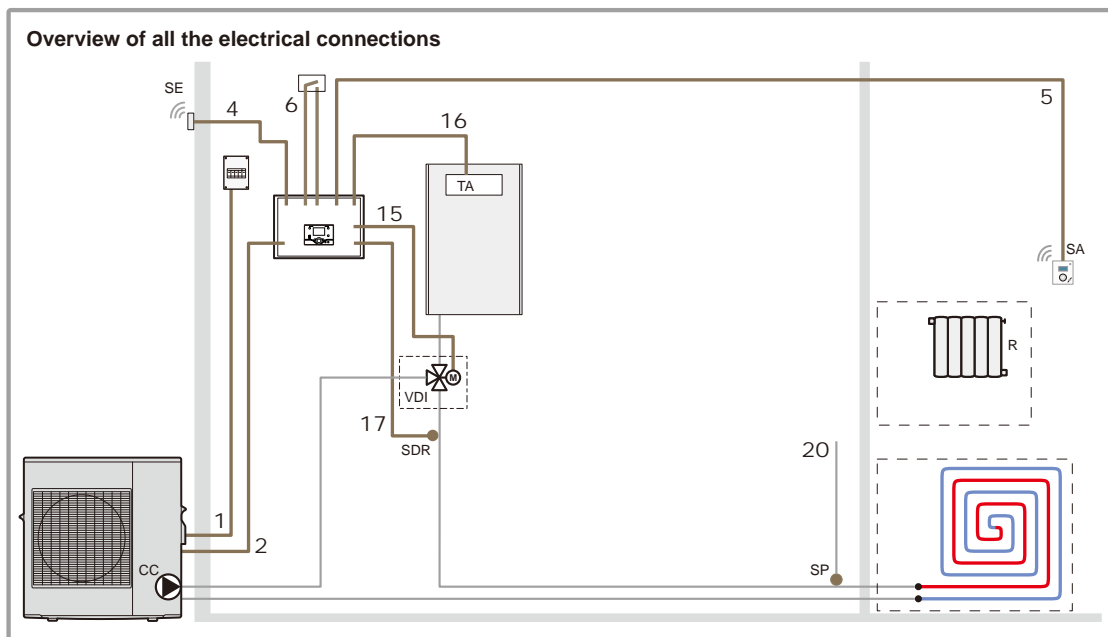 Overview of all the electrical connections
SE
4
6
16
5
TA
15
SA
R
M
VDI
17
SDR
20
1
2
CC
SP